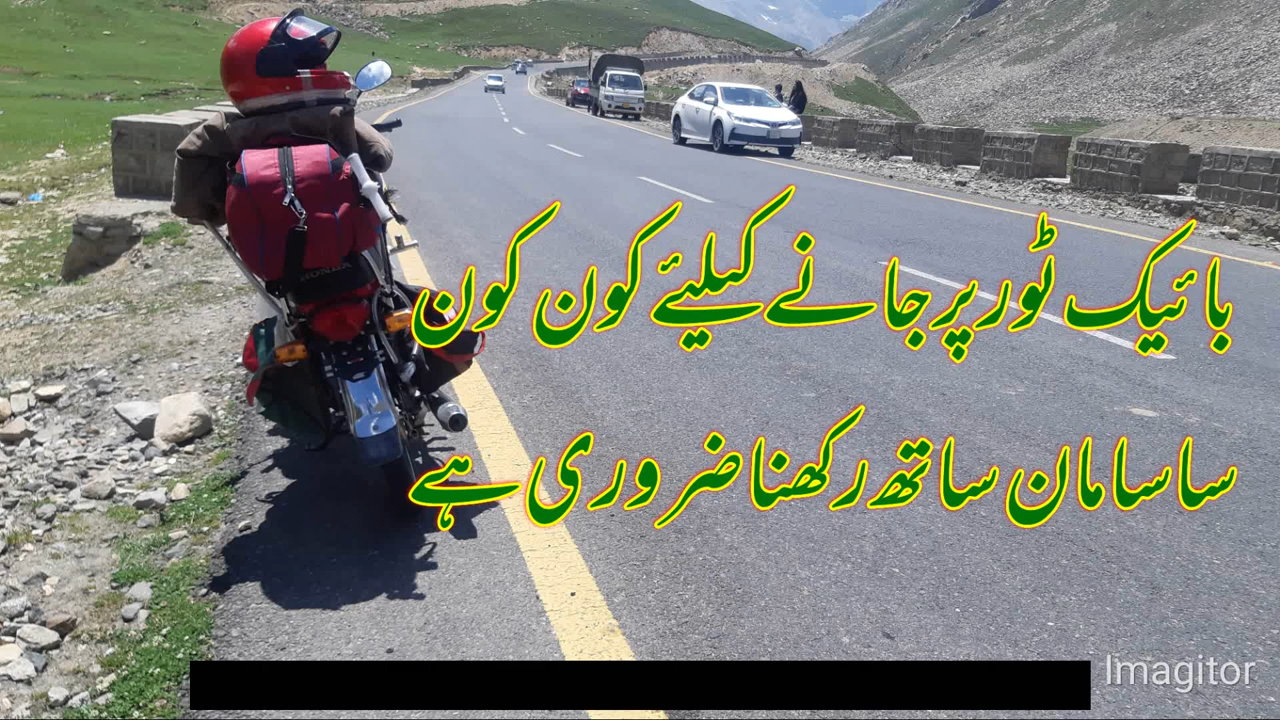 بائیک ٹور پر جانے کیلئے کون کون
سا سامان ساتھ رکھنا ضروری ہے
Imagitor